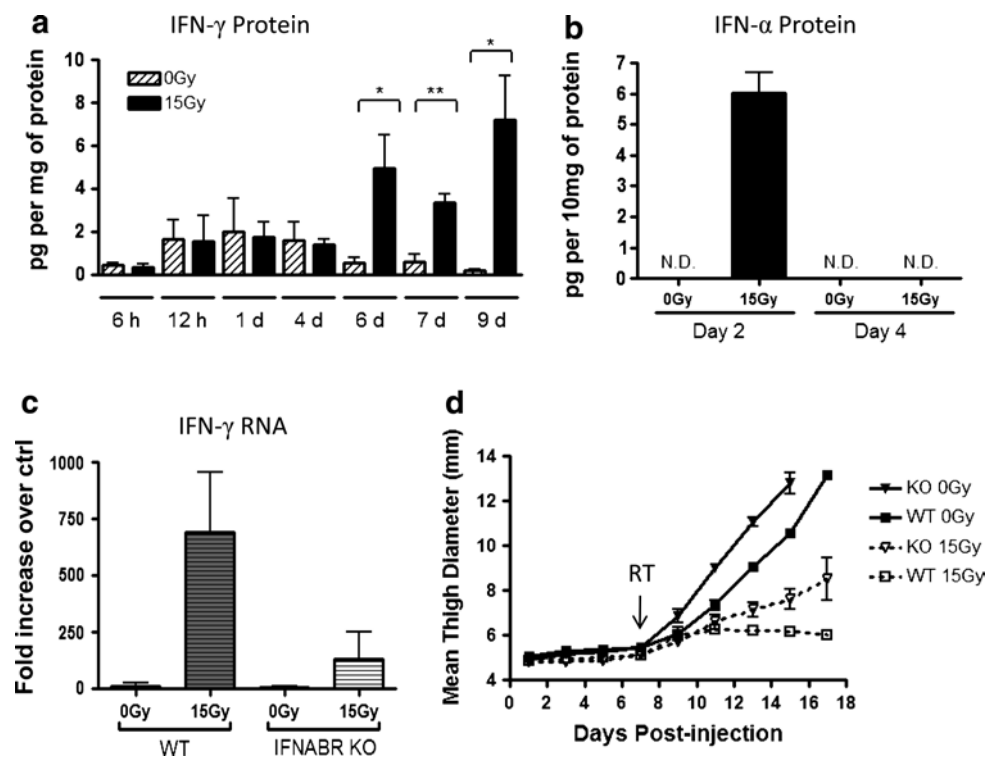 a
IFN-γ Protein
pg per mg of protein
10
8
6
4
2
0
0Gy
15Gy
*
**
*
6 h
12 h
1 d
4 d
6 d
7 d
9 d
b
IFN-α Protein
pg per 10mg of protein
7
6
5
4
3
2
1
0
N.D.
N.D.
N.D.
0Gy
15Gy
0Gy
15Gy
Day 2
Day 4
c
IFN-γ RNA
Fold increase over ctrl
1000
750
500
250
0
0Gy
15Gy
0Gy
15Gy
WT
IFNABR KO
d
Mean Thigh Diameter (mm)
14
12
10
8
6
4
RT
0
2
4
6
8
10
12
14
16
18
Days Post-injection
KO 0Gy
WT 0Gy
KO 15Gy
WT 15Gy